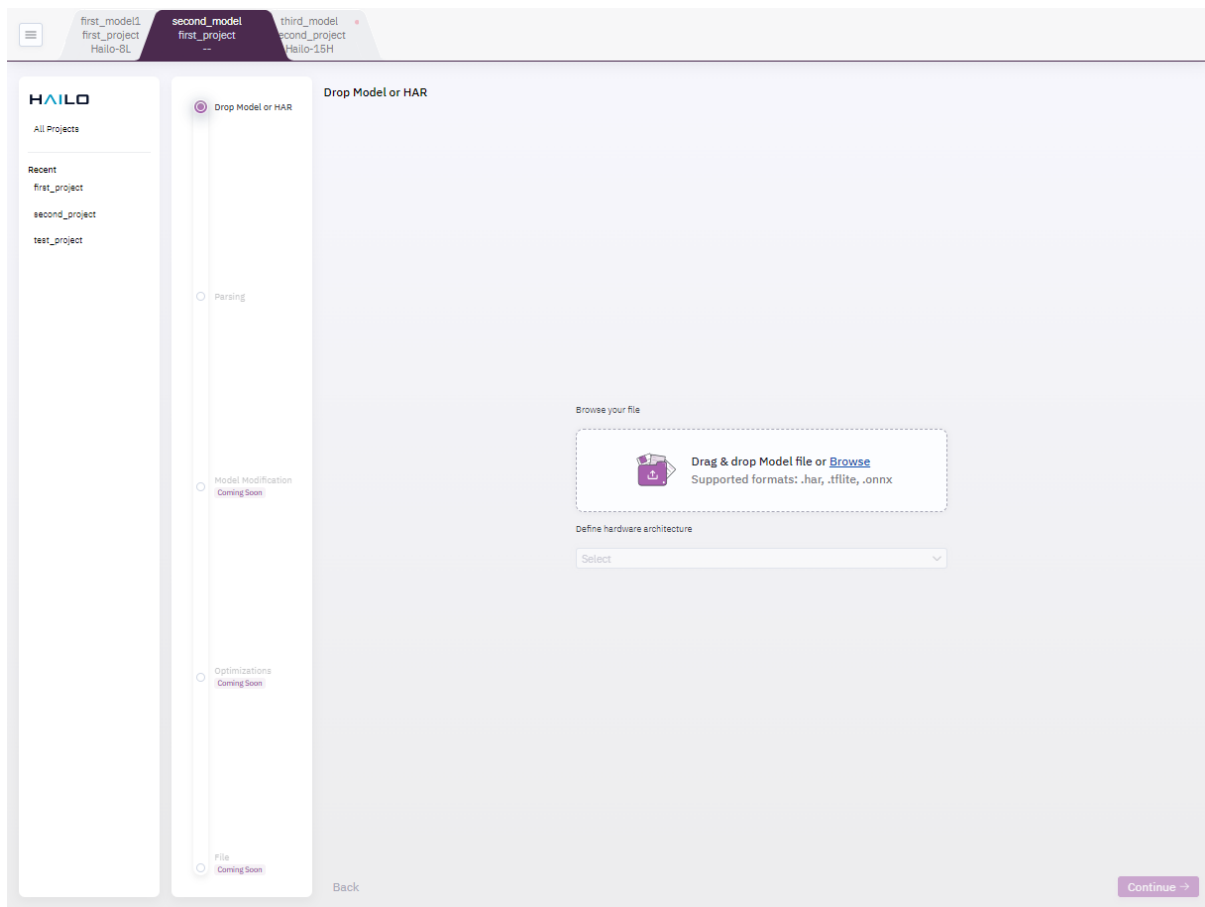 first_model1
first_project
Hailo-8L
second_model
first_project
--
third_model
econd_project
Hailo-15H
HAILO
All Projects
Recent
first_project
second_project
test_project
Drop Model or HAR
Parsing
Model Modification
Coming Soon
Optimizations
Coming Soon
File
Coming Soon
Drop Model or HAR
Browse your file
Drag & drop Model file or Browse
Supported formats: .har, .tflite, .onnx
Define hardware architecture
Select
Back
Continue →